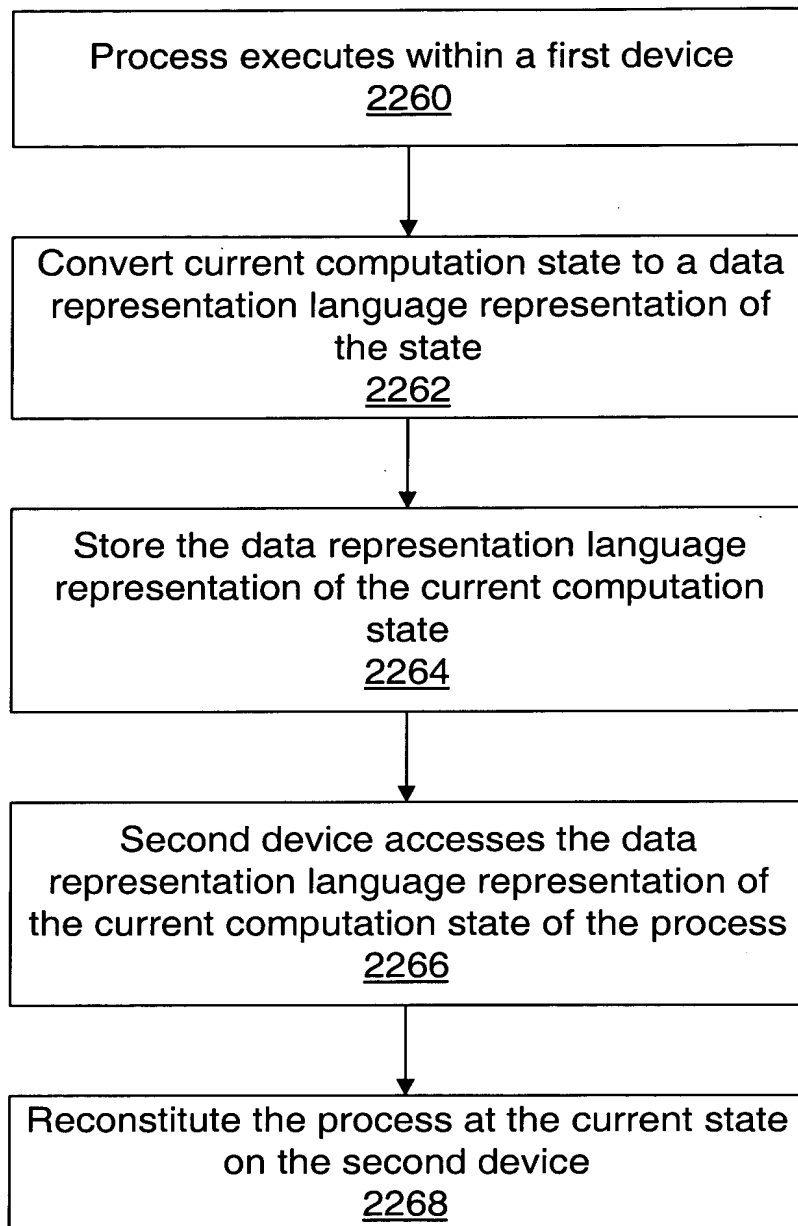 Process executes within a first device
2260
Convert current computation state to a data
representation language representation of
the state
2262
Store the data representation language
representation of the current computation
state
2264
Second device accesses the data
representation language representation of
the current computation state of the process
2266
Reconstitute the process at the current state
on the second device
2268